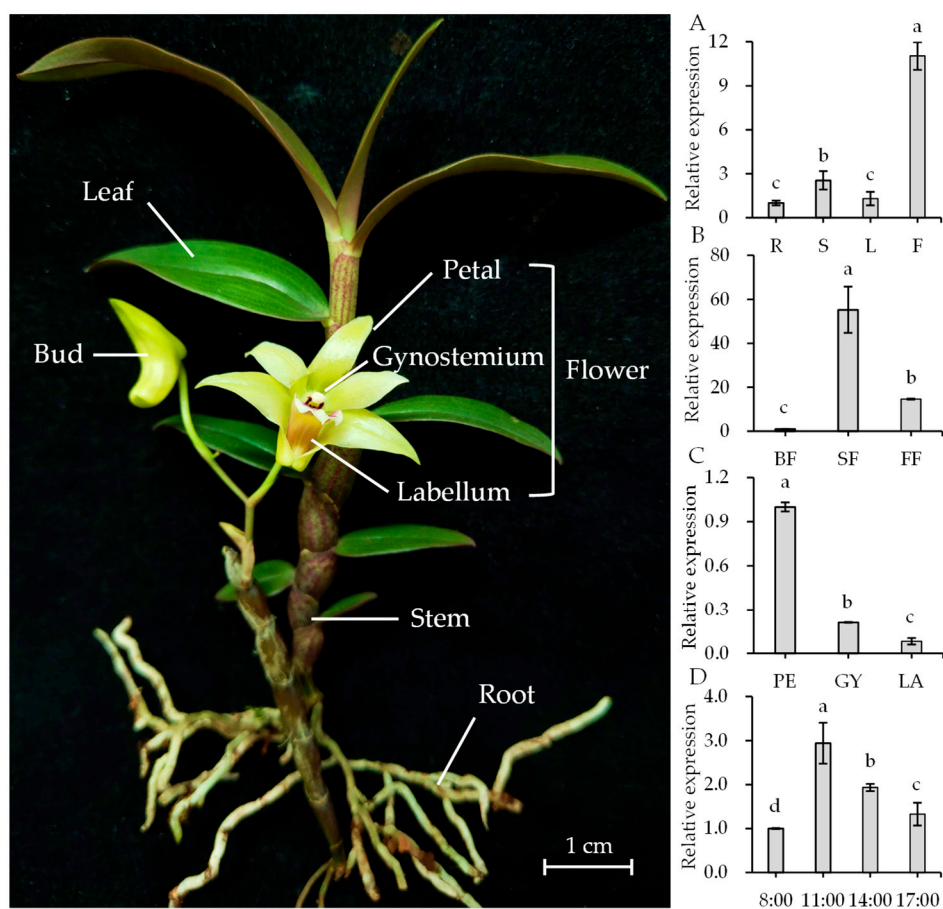 Leaf
Petal
Bud
Gynostemium
Flower
Labellum
Stem
Root
1 cm
A
Relative expression
12
9
6
3
0
c
b
c
a
R S L F
B
Relative expression
80
60
40
20
0
c
a
b
BF SF FF
C
Relative expression
1.2
0.9
0.6
0.3
0.0
a
b
c
PE GY LA
D
Relative expression
4.0
3.0
2.0
1.0
0.0
d
a
b
c
8:00 11:00 14:00 17:00